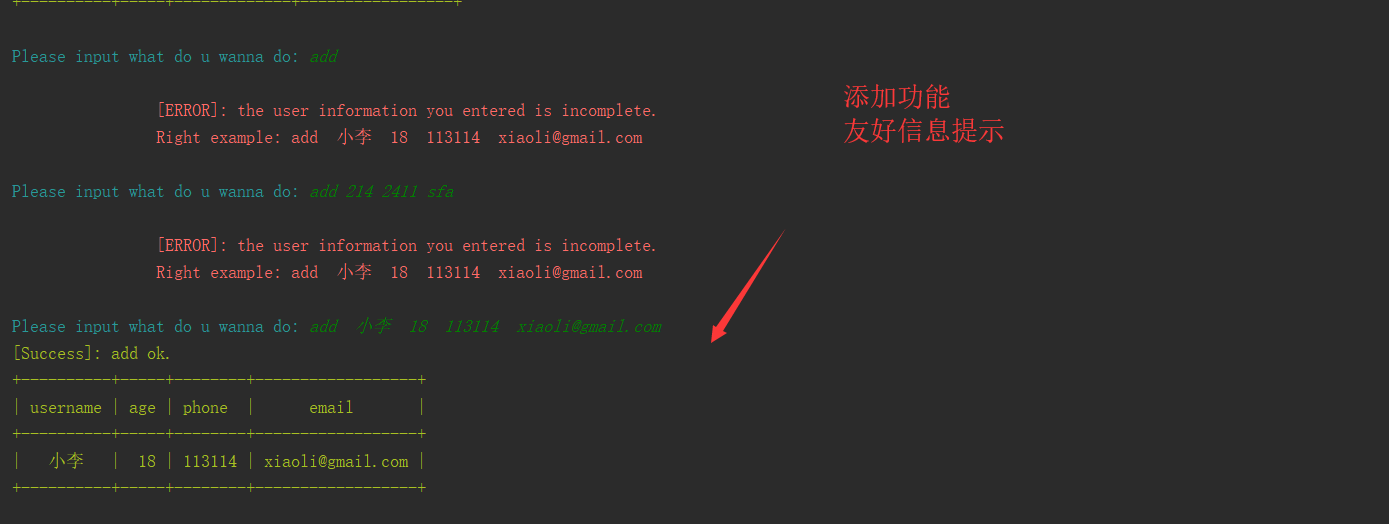 +----------+-----+-------------+-----------------+
Please input what do u wanna do: add
[ERROR]: the user information you entered is incomplete.
Right example: add  小李  18  113114  xiaoli@gmail.com
添加功能
友好信息提示
Please input what do u wanna do: add 214 2411 sfa
[ERROR]: the user information you entered is incomplete.
Right example: add  小李  18  113114  xiaoli@gmail.com
Please input what do u wanna do: add  小李  18  113114  xiaoli@gmail.com
[Success]: add ok.
+----------+-----+--------+------------------+
| username | age | phone  |      email       |
+----------+-----+--------+------------------+
|   小李   |  18 | 113114 | xiaoli@gmail.com |
+----------+-----+--------+------------------+